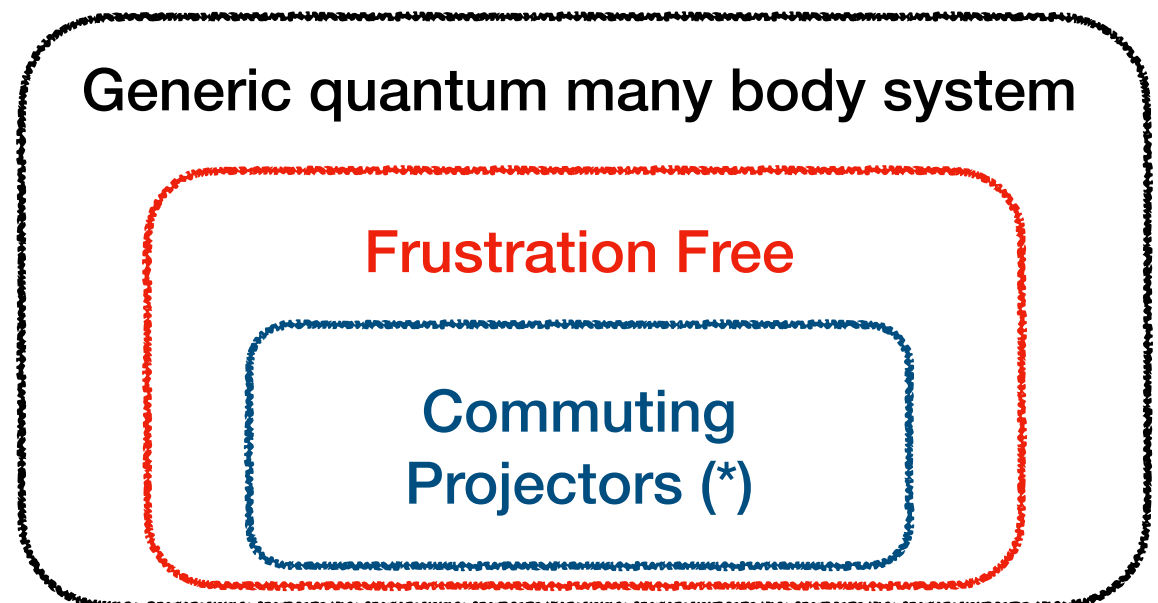 Generic quantum many body system
Frustration Free
Commuting
Projectors (*)